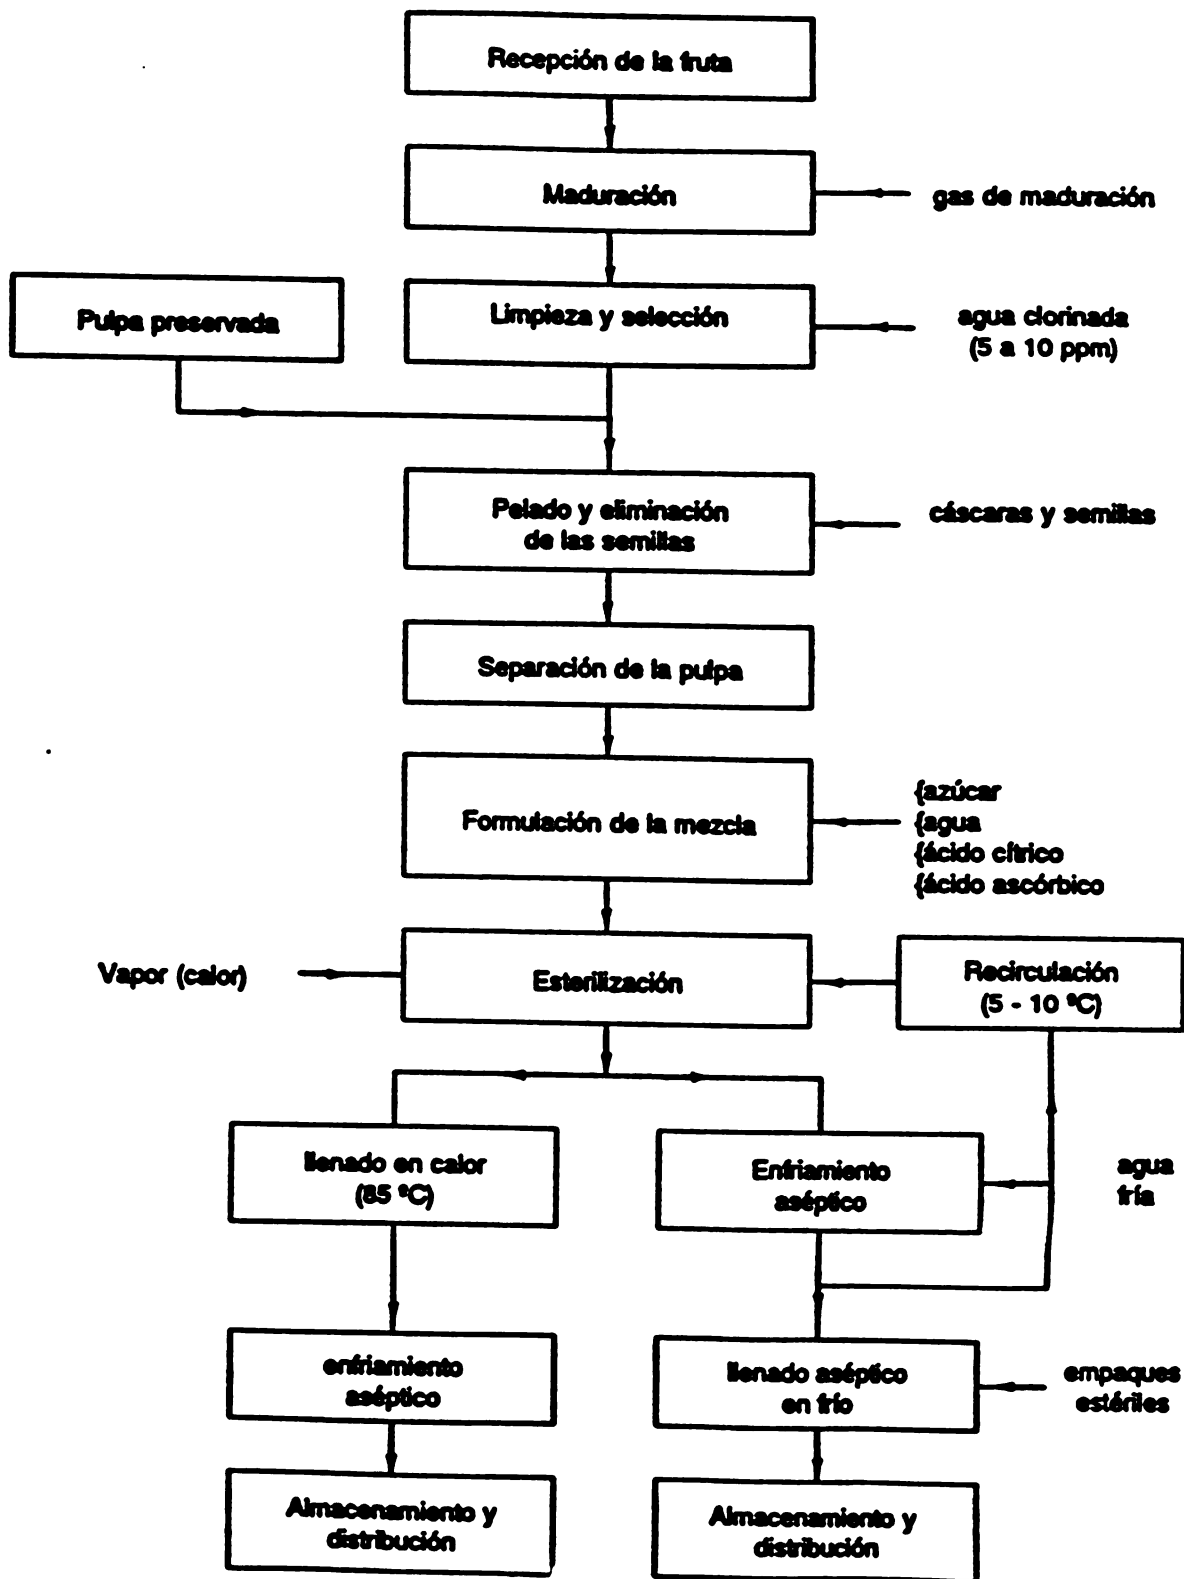 Recepción de la fruta
Maduración
gas de maduración
Pulpa preservada
Limpieza y selección
agua clorinada
(5 a 10 ppm)
Pelado y eliminación
de las semillas
cáscaras y semillas
Separación de la pulpa
Formulación de la mezcla
{azúcar
{agua
{ácido cítrico
{ácido ascórbico
Vapor (calor)
Esterilización
Recirculación
(5 - 10 ºC)
llenado en calor
(85 ºC)
Enfriamiento
aséptico
agua
fría
enfriamiento
aséptico
llenado aséptico
en frío
empaques
estériles
Almacenamiento y
distribución
Almacenamiento y
distribución